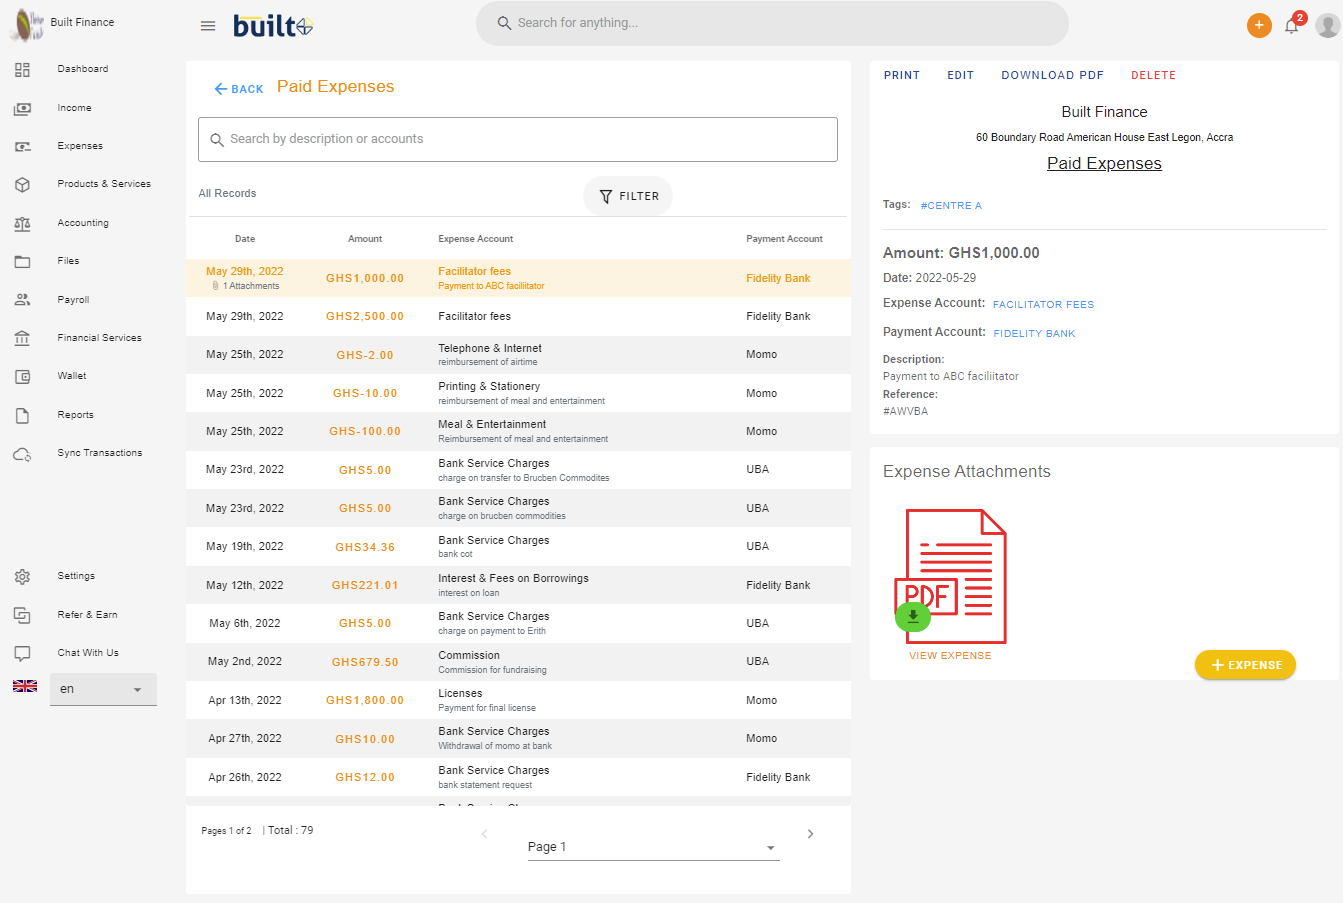 Built Finance
Dashboard
Income
Expenses
Products & Services
Accounting
Files
Payroll
Financial Services
Wallet
Reports
Sync Transactions
Settings
Refer & Earn
Chat With Us
en
built
Search for anything...
2
BACK
Paid Expenses
Search by description or accounts
All Records
FILTER
Date Amount Expense Account Payment Account
May 29th, 2022 GHS1,000.00 Facilitator fees Fidelity Bank
1 Attachments Payment to ABC faciliitator
May 29th, 2022 GHS2,500.00 Facilitator fees Fidelity Bank
May 25th, 2022 GHS-2.00 Telephone & Internet Momo
reimbursement of airtime
May 25th, 2022 GHS-10.00 Printing & Stationery Momo
reimbursement of meal and entertainment
May 25th, 2022 GHS-100.00 Meal & Entertainment Momo
Reimbursement of meal and entertainment
May 23rd, 2022 GHS5.00 Bank Service Charges UBA
charge on transfer to Brucben Commodites
May 23rd, 2022 GHS5.00 Bank Service Charges UBA
charge on brucben commodities
May 19th, 2022 GHS34.36 Bank Service Charges UBA
bank cot
May 12th, 2022 GHS221.01 Interest & Fees on Borrowings Fidelity Bank
interest on loan
May 6th, 2022 GHS5.00 Bank Service Charges UBA
charge on payment to Erith
May 2nd, 2022 GHS679.50 Commission UBA
Commission for fundraising
Apr 13th, 2022 GHS1,800.00 Licenses Momo
Payment for final license
Apr 27th, 2022 GHS10.00 Bank Service Charges Momo
Withdrawal of momo at bank
Apr 26th, 2022 GHS12.00 Bank Service Charges Fidelity Bank
bank statement request
Pages 1 of 2 | Total : 79
Page 1
PRINT EDIT DOWNLOAD PDF DELETE
Built Finance
60 Boundary Road American House East Legon, Accra
Paid Expenses
Tags: #CENTRE A
Amount: GHS1,000.00
Date: 2022-05-29
Expense Account: FACILITATOR FEES
Payment Account: FIDELITY BANK
Description:
Payment to ABC faciliitator
Reference:
#AWVBA
Expense Attachments
PDF
VIEW EXPENSE
+ EXPENSE